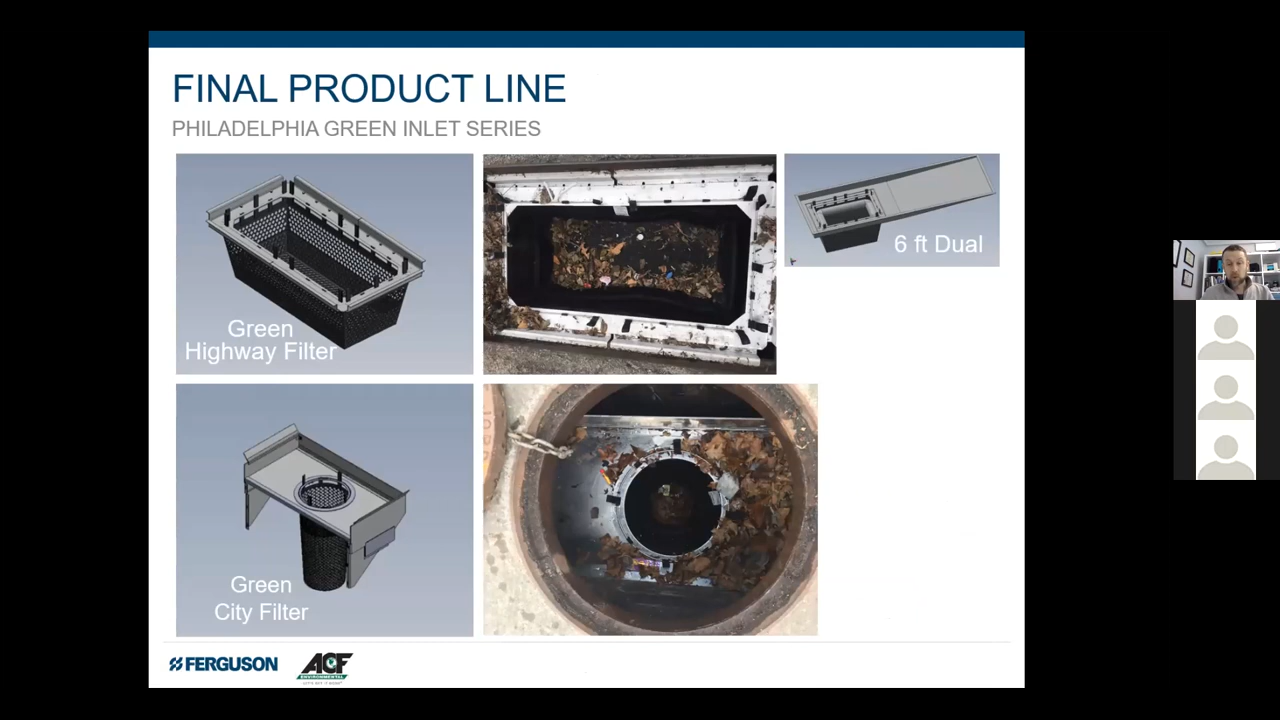 FINAL PRODUCT LINE
PHILADELPHIA GREEN INLET SERIES
Green
Highway Filter
6 ft Dual
Green
City Filter
FERGUSON
ACF
ENVIRONMENTAL